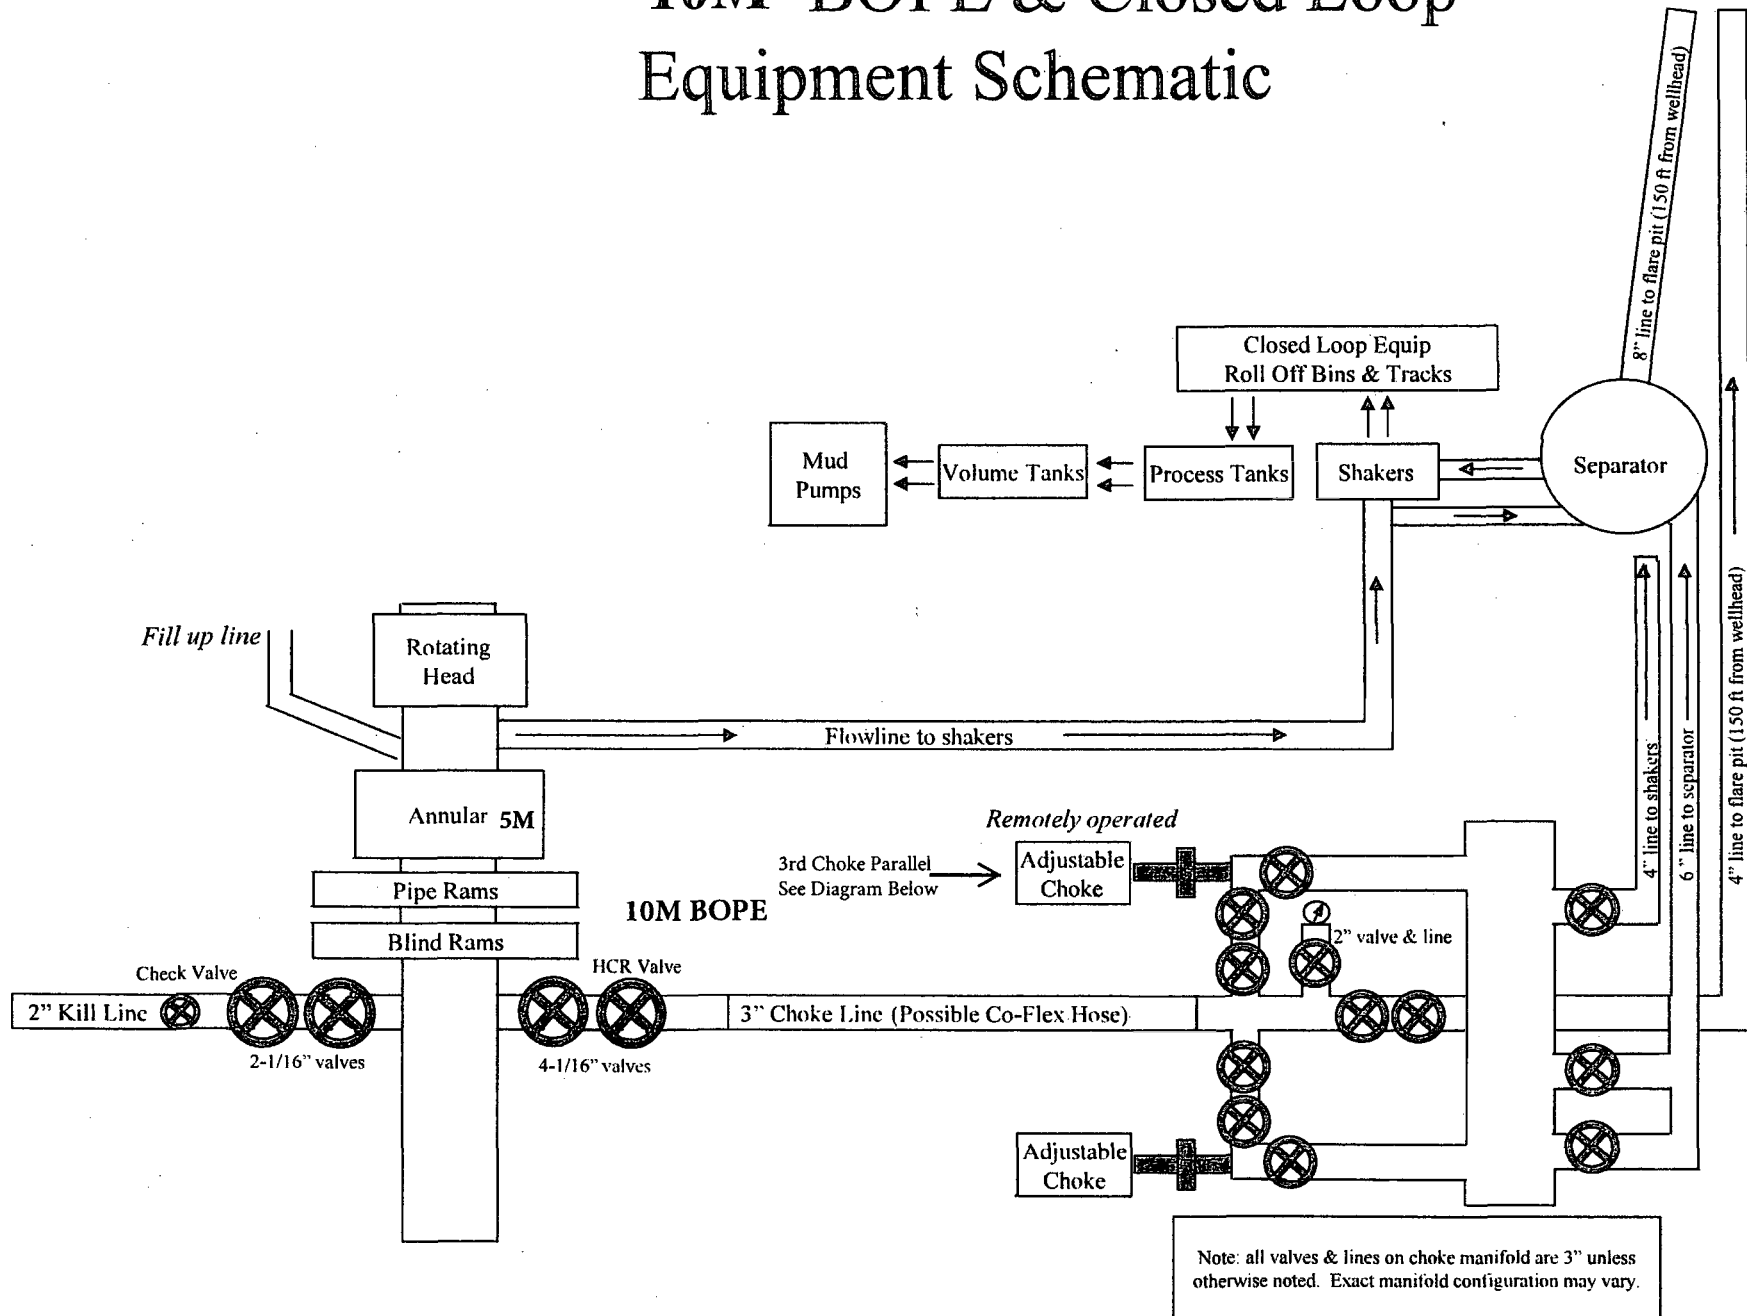 10M BOPE & Closed Loop
Equipment Schematic
8” line to flare pit (150 ft from wellhead)
Closed Loop Equip
Roll Off Bins & Tracks
Mud
Pumps
Volume Tanks
Process Tanks
Shakers
Separator
Fill up line
Rotating
Head
Flowline to shakers
Annular 5M
Remotely operated
3rd Choke Parallel
See Diagram Below
Adjustable
Choke
Pipe Rams
10M BOPE
Blind Rams
2” valve & line
4” line to shakers
6” line to separator
4” line to flare pit (150 ft from wellhead)
Check Valve
HCR Valve
2” Kill Line
3” Choke Line (Possible Co-Flex Hose)
2-1/16” valves
4-1/16” valves
Adjustable
Choke
Note: all valves & lines on choke manifold are 3” unless
otherwise noted. Exact manifold configuration may vary.